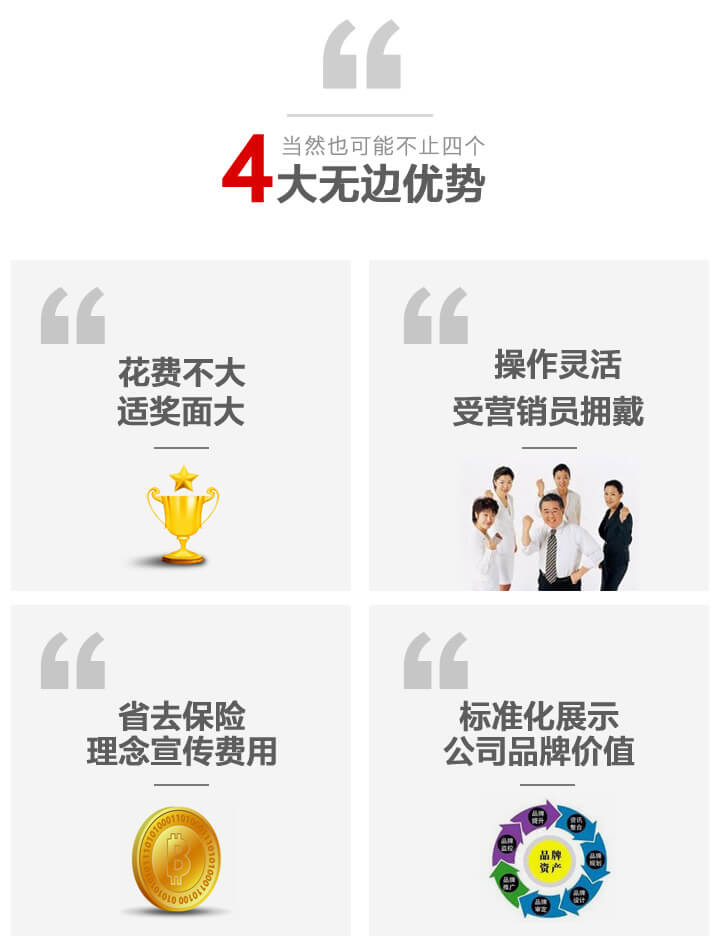 当然也可能不止四个
4大无边优势
花费不大
适奖面大
操作灵活
受营销员拥戴
省去保险
理念宣传费用
标准化展示
公司品牌价值
品牌
提升
资讯
整合
品牌
监控
品牌
规划
品牌
资产
品牌
推广
品牌
设计
品牌
审定